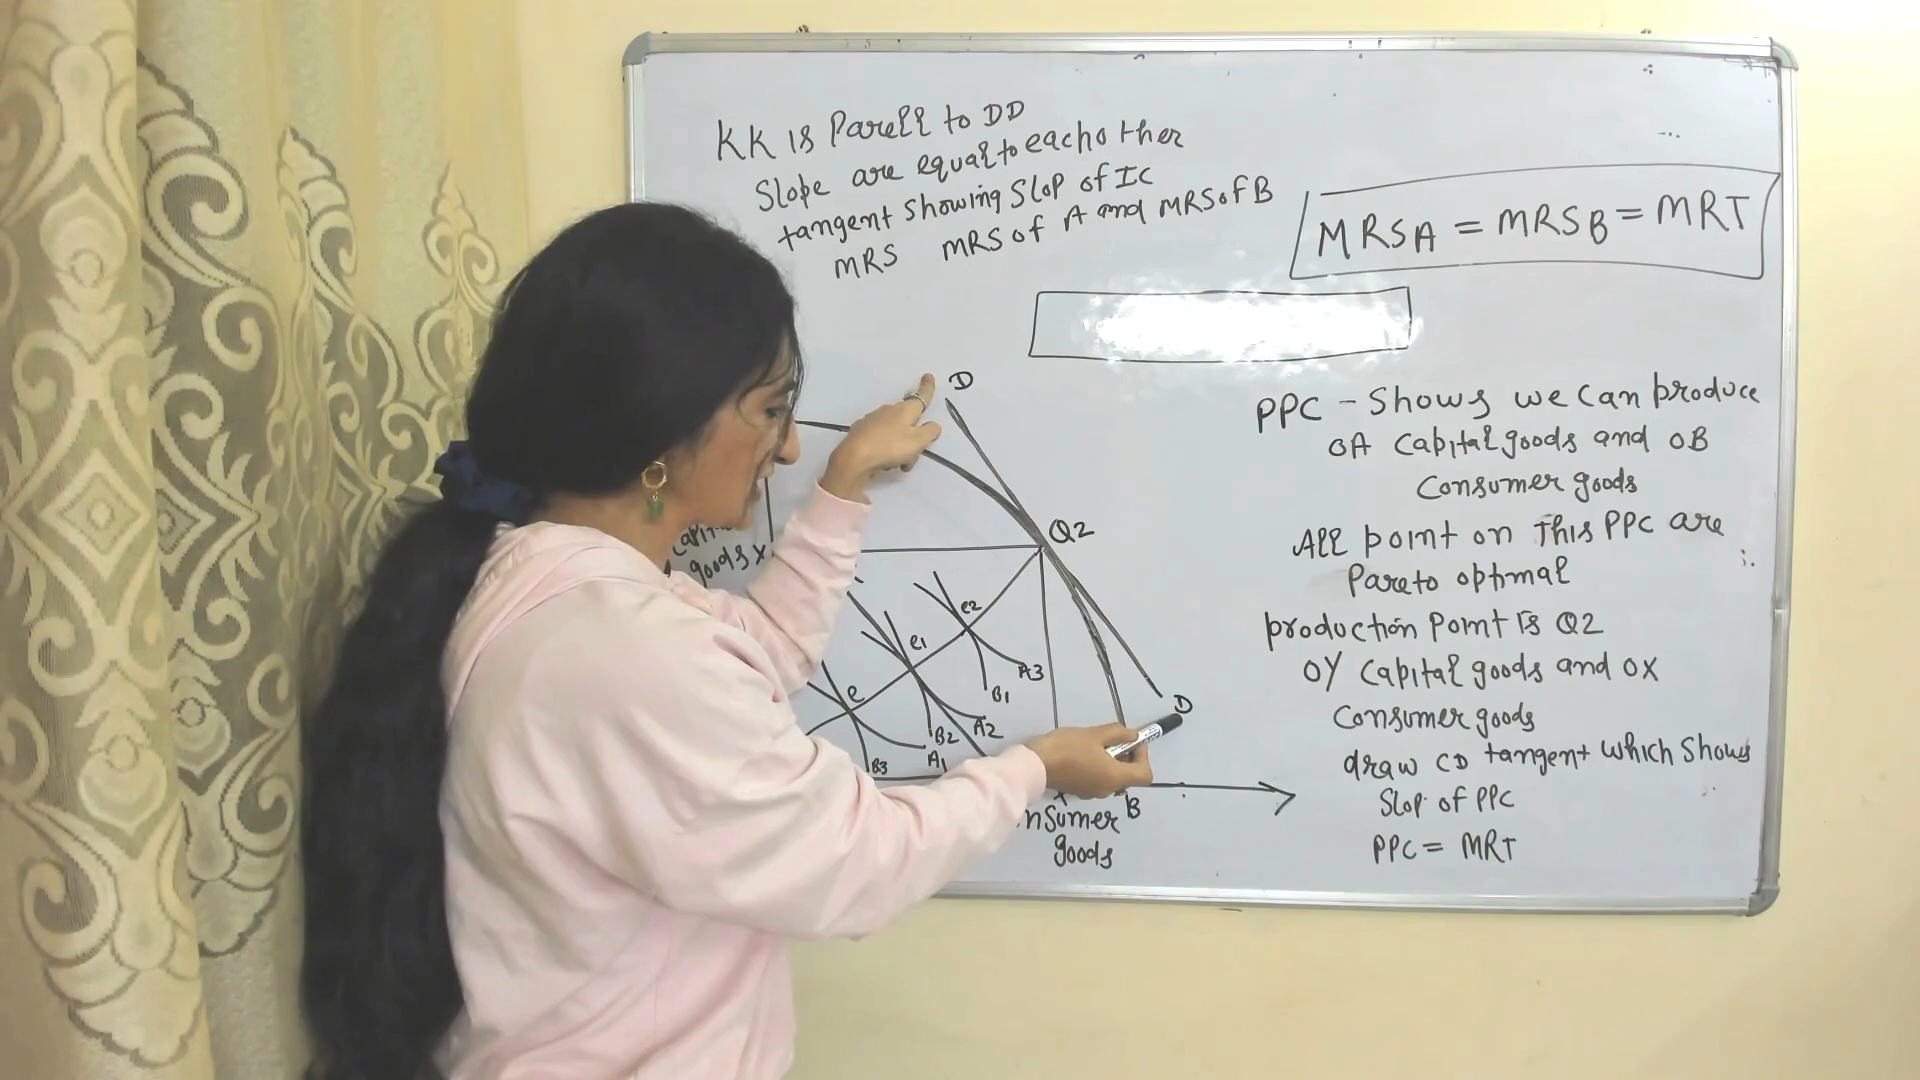 KK is Parell to DD
Slope are equal to each other
tangent showing Slop of IC
MRS MRS of A and MRS of B
MRSA = MRSB = MRT
D
Q2
goods x
e2
e1
A3
B1
e
A2
B2
A1
B3
D
B
goods
PPC - Shows we can produce
OA capital goods and OB
Consumer goods
All point on This PPC are
Pareto optimal
production Point is Q2
OY capital goods and OX
Consumer goods
draw CD tangent which Shows
Slop of PPC
PPC = MRT